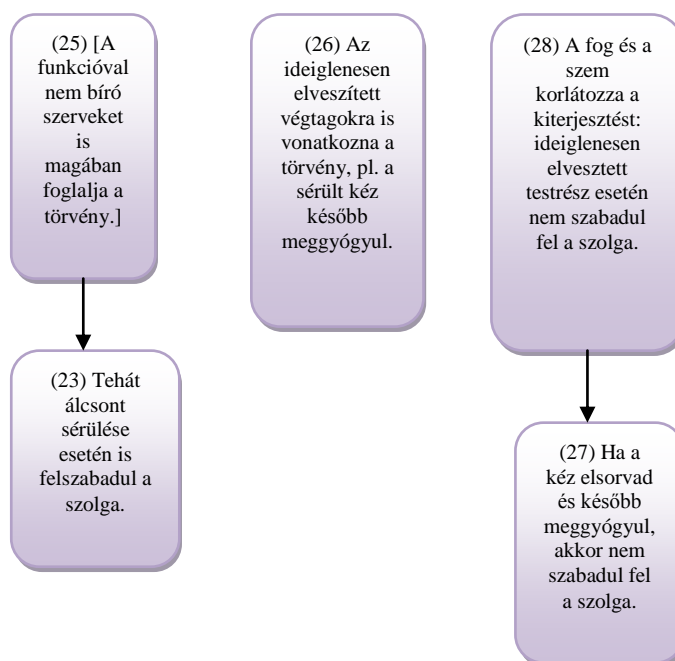 (25) [A
funkcióval
nem bíró
szerveket
is
magában
foglalja a
törvény.]
(26) Az
ideiglenesen
elveszített
végtagokra is
vonatkozna a
törvény, pl. a
sérült kéz
később
meggyógyul.
(28) A fog és a
szem
korlátozza a
kiterjesztést:
ideiglenesen
elvesztett
testrész esetén
nem szabadul
fel a szolga.
(23) Tehát
álcsont
sérülése
esetén is
felszabadul a
szolga.
(27) Ha a
kéz elsorvad
és később
meggyógyul,
akkor nem
szabadul fel
a szolga.